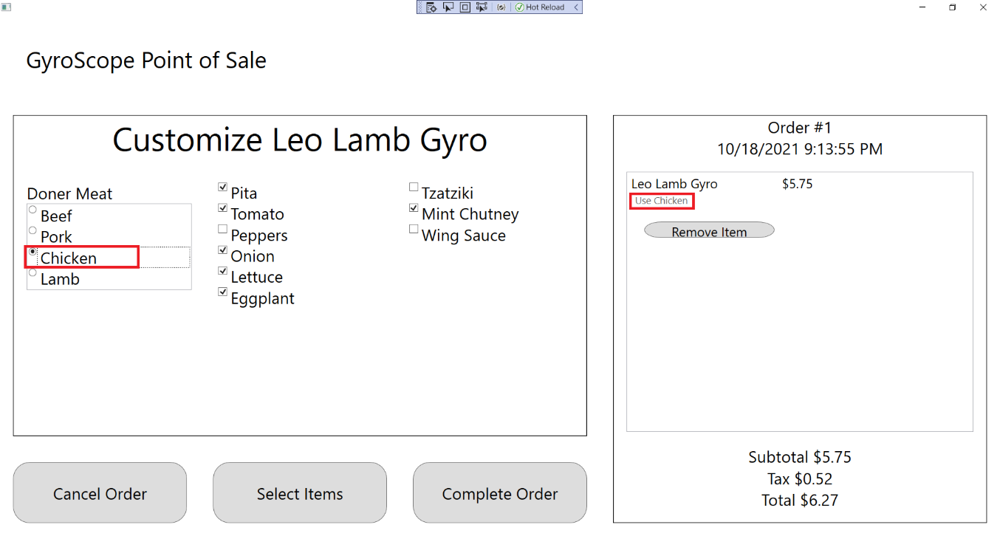 Hot Reload
GyroScope Point of Sale
Customize Leo Lamb Gyro
Doner Meat
Beef
Pork
Chicken
Lamb
Pita
Tomato
Peppers
Onion
Lettuce
Eggplant
Tzatziki
Mint Chutney
Wing Sauce
Cancel Order
Select Items
Complete Order
Order #1
10/18/2021 9:13:55 PM
Leo Lamb Gyro $5.75
Use Chicken
Remove Item
Subtotal $5.75
Tax $0.52
Total $6.27